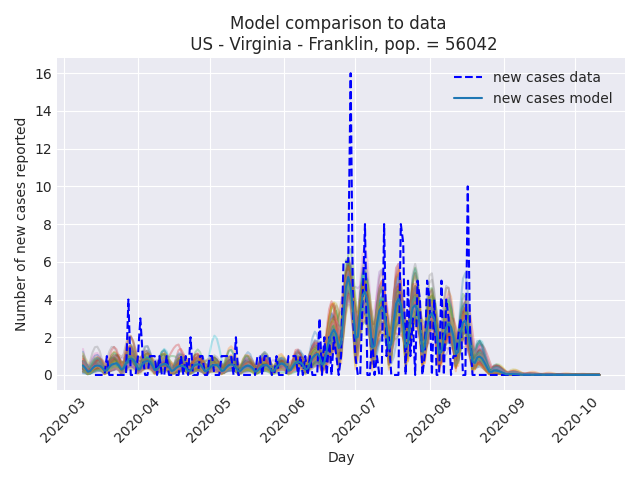 Model comparison to data
US - Virginia - Franklin, pop. = 56042
new cases data
new cases model
Number of new cases reported
16
14
12
10
8
6
4
2
0
2020-03
2020-04
2020-05
2020-06
2020-07
2020-08
2020-09
2020-10
Day